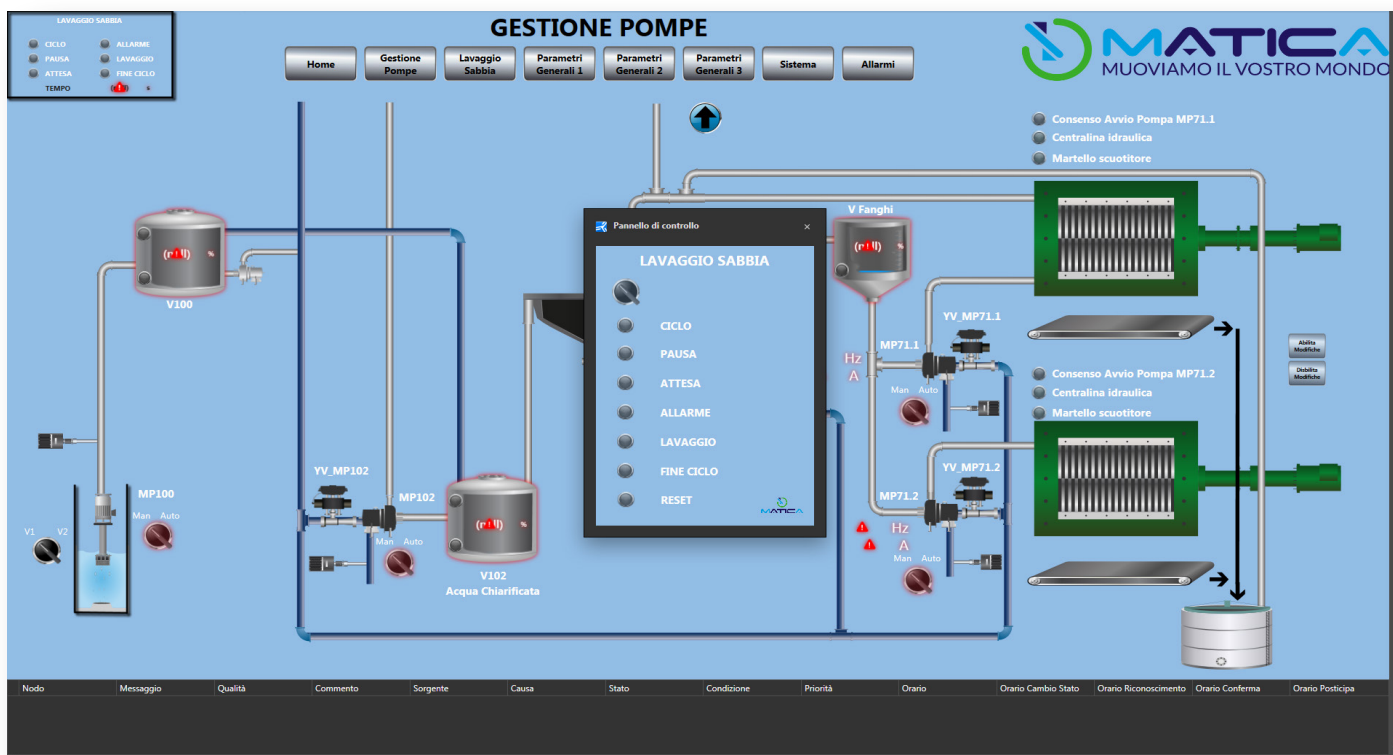 LAVAGGIO SABBIA
CICLO
ALLARME
PAUSA
LAVAGGIO
ATTESA
FINE CICLO
TEMPO
s
GESTIONE POMPE
Home
Gestione
Pompe
Lavaggio
Sabbia
Parametri
Generali 1
Parametri
Generali 2
Parametri
Generali 3
Sistema
Allarmi
MATICA
MUOVIAMO IL VOSTRO MONDO
Consenso Avvio Pompa MP71.1
Centralina idraulica
Martello scuotitore
V Fanghi
%
%
V100
Pannello di controllo
×
LAVAGGIO SABBIA
CICLO
PAUSA
ATTESA
ALLARME
LAVAGGIO
FINE CICLO
RESET
MATICA
YV_MP71.1
MP71.1
Hz
A
Man Auto
Abilita
Modifiche
Disbilita
Modifiche
Consenso Avvio Pompa MP71.2
Centralina idraulica
Martello scuotitore
YV_MP102
MP102
Man Auto
MP100
Man Auto
V1 V2
%
V102
Acqua Chiarificata
YV_MP71.2
MP71.2
Hz
A
Man Auto
Nodo Messaggio Qualità Commento Sorgente Causa Stato Condizione Priorità Orario Orario Cambio Stato Orario Riconoscimento Orario Conferma Orario Posticipa